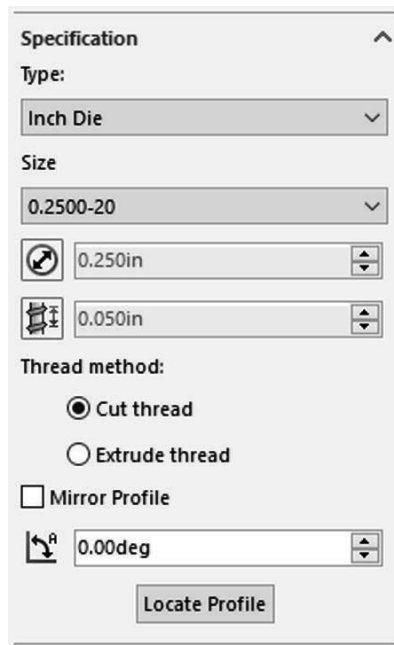 Specification
Type:
Inch Die
Size
0.2500-20
0.250in
0.050in
Thread method:
Cut thread
Extrude thread
Mirror Profile
A
0.00deg
Locate Profile